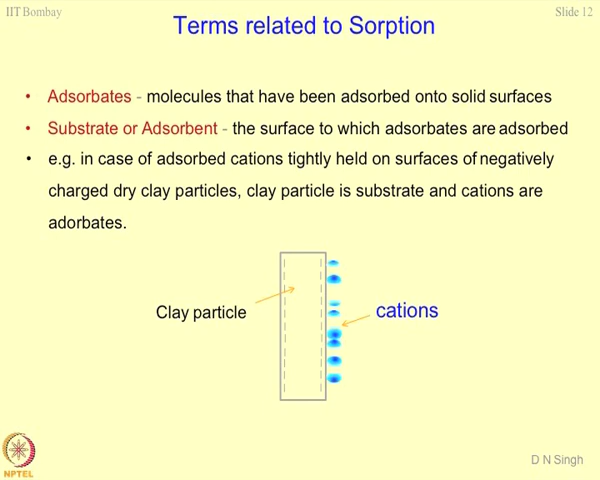 IIT Bombay
Slide 12
Terms related to Sorption
• Adsorbates - molecules that have been adsorbed onto solid surfaces
• Substrate or Adsorbent - the surface to which adsorbates are adsorbed
• e.g. in case of adsorbed cations tightly held on surfaces of negatively
charged dry clay particles, clay particle is substrate and cations are
adorbates.
Clay particle
cations
NPTEL
D N Singh